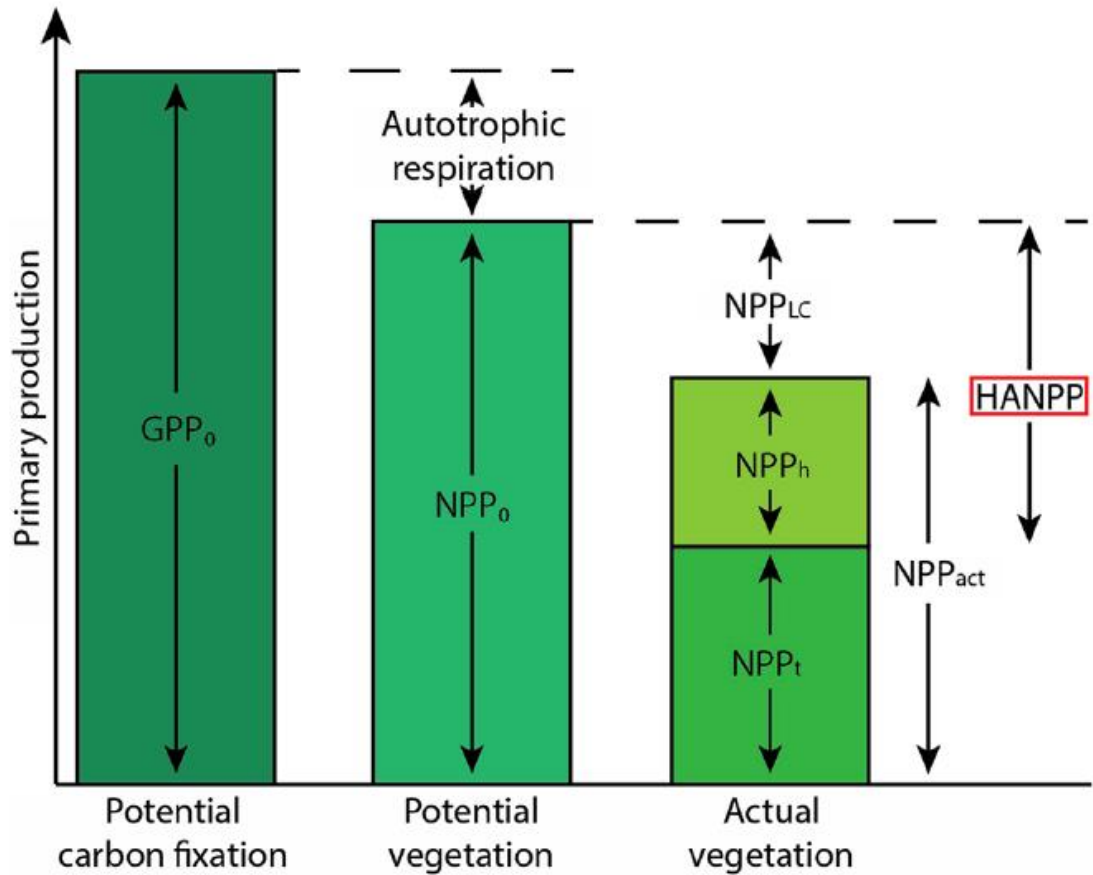 Primary production
GPP₀
Autotrophic
respiration
NPP₀
NPPLC
NPPh
NPPt
HANPP
NPPact
Potential
carbon fixation
Potential
vegetation
Actual
vegetation